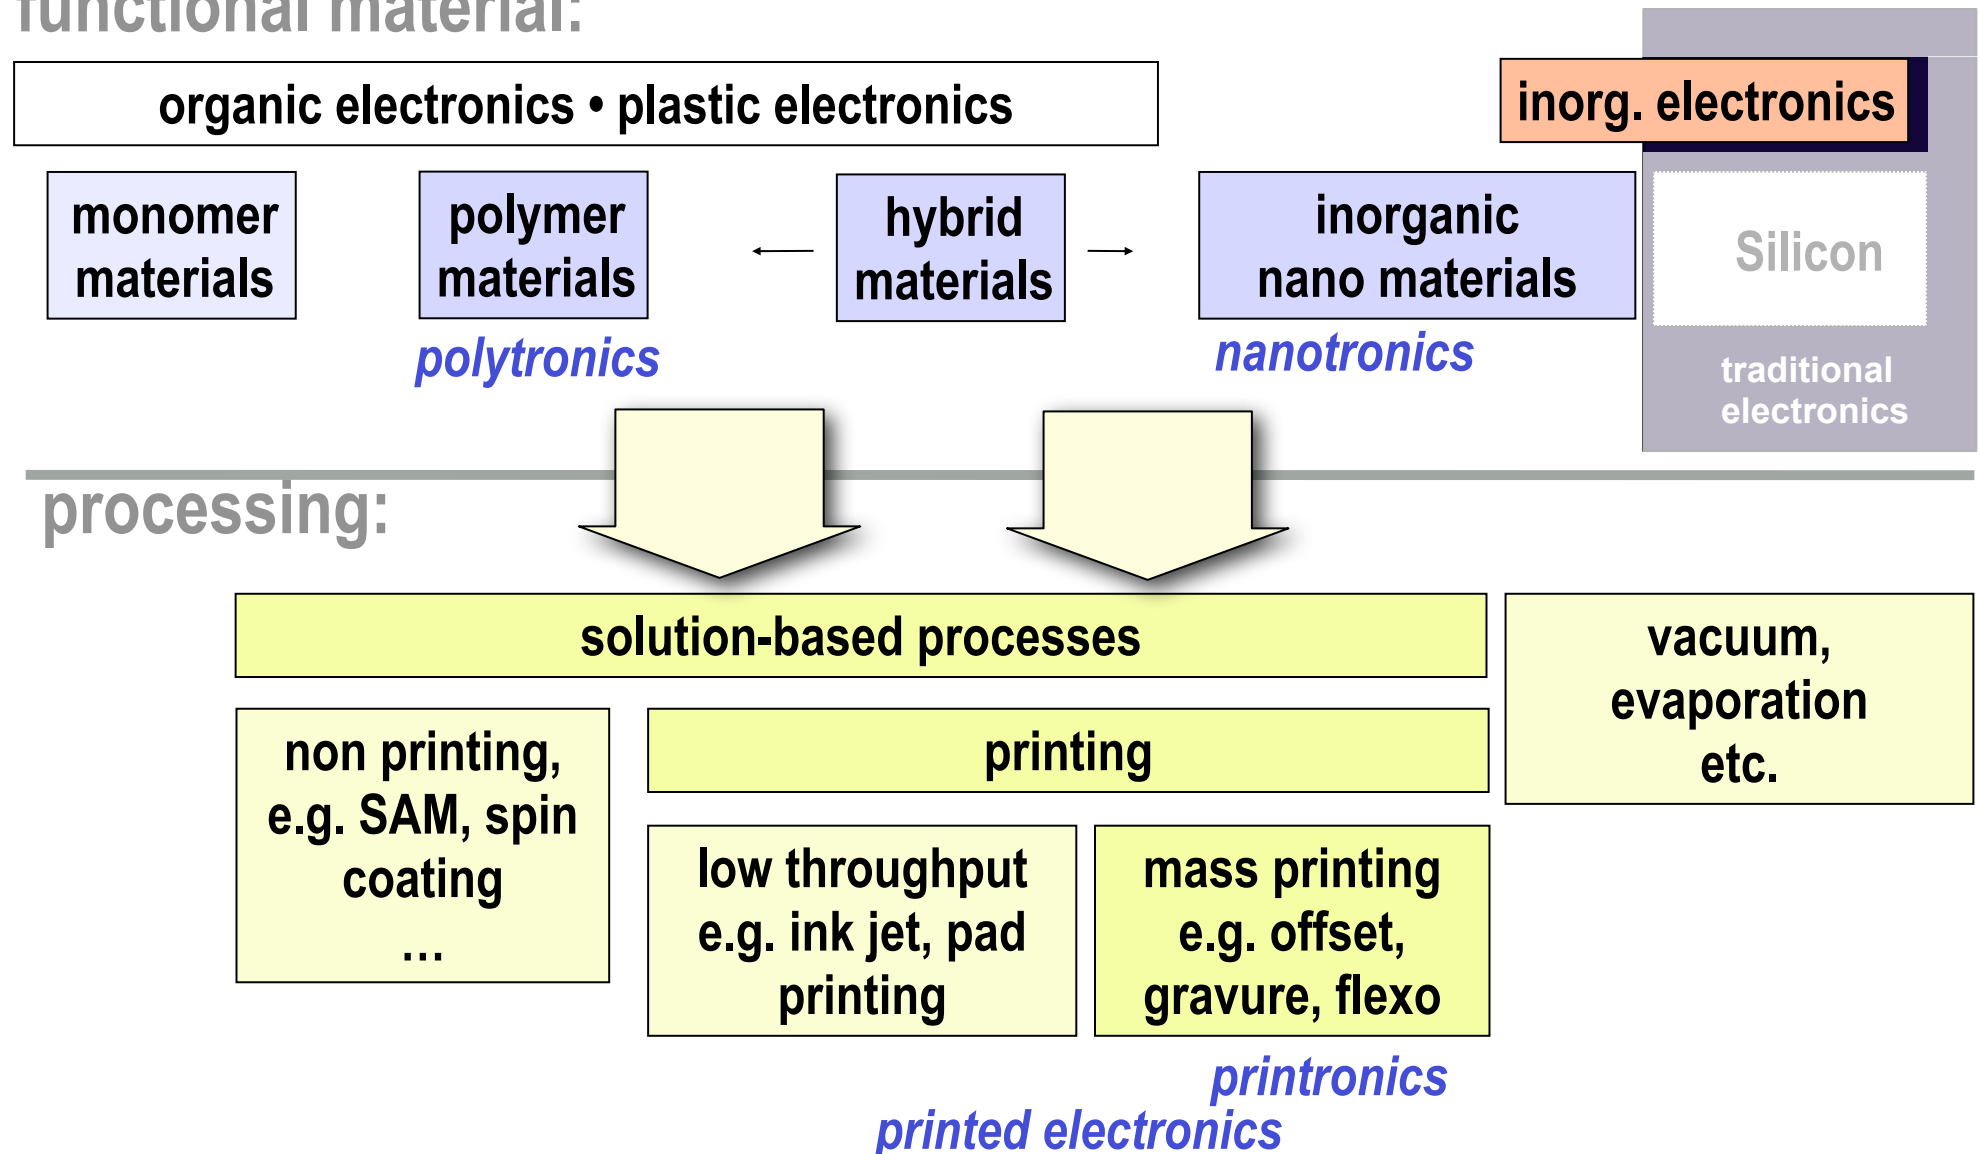 functional material:
organic electronics • plastic electronics
inorg. electronics
monomer
materials
polymer
materials
hybrid
materials
inorganic
nano materials
Silicon
polytronics
nanotronics
traditional
electronics
processing:
solution-based processes
vacuum,
evaporation
etc.
non printing,
e.g. SAM, spin
coating
...
printing
low throughput
e.g. ink jet, pad
printing
mass printing
e.g. offset,
gravure, flexo
printronics
printed electronics